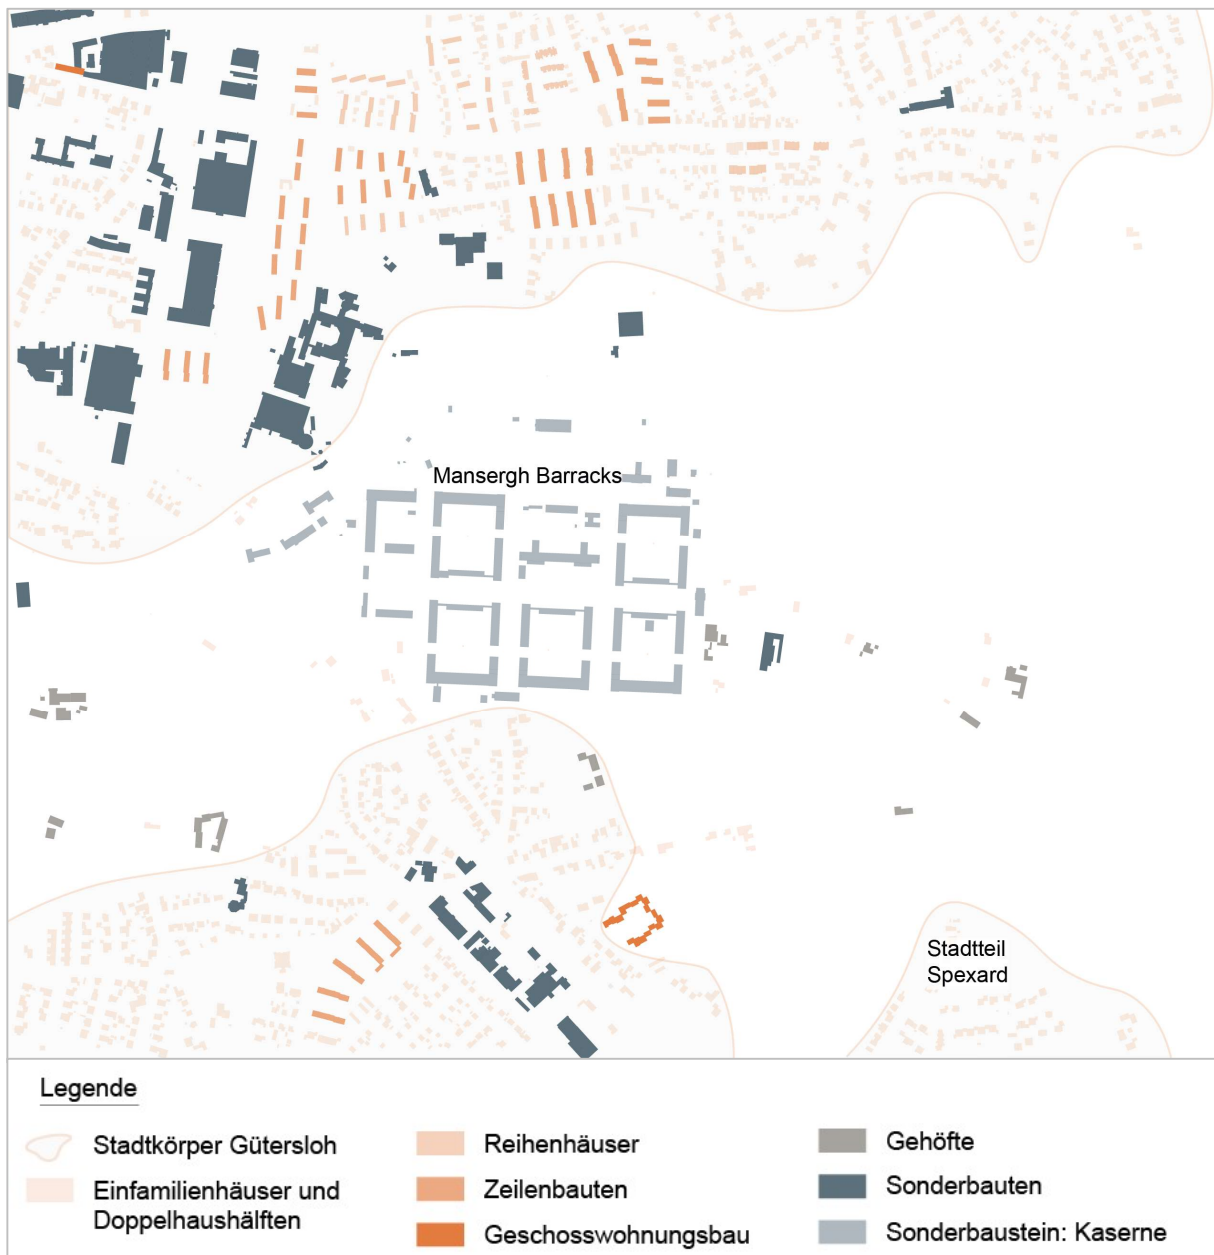 Mansergh Barracks
Stadtteil
Spexard
Legende
Stadtkörper Gütersloh
Einfamilienhäuser und
Doppelhaushälften
Reihenhäuser
Zeilenbauten
Geschosswohnungsbau
Gehöfte
Sonderbauten
Sonderbaustein: Kaserne